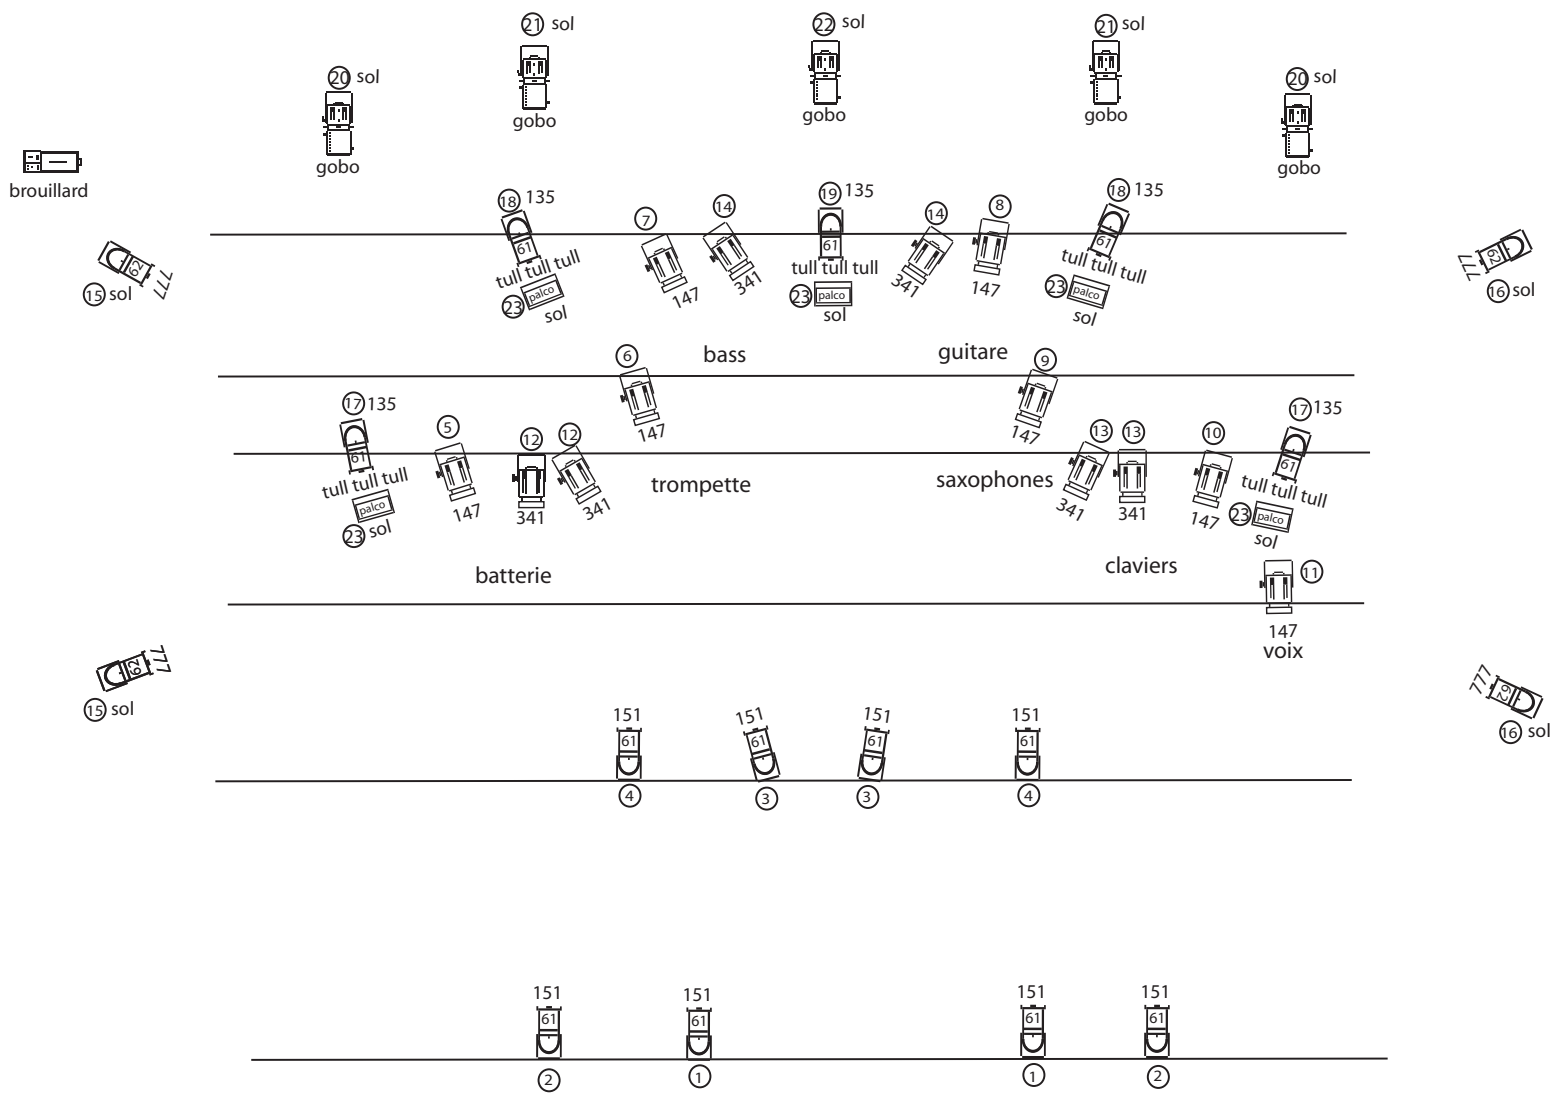 21 sol
22 sol
21 sol
20 sol
20 sol
gobo
gobo
gobo
gobo
gobo
brouillard
18 135
7
14
19 135
14
8
18 135
61
61
61
62
777
15 sol
tull tull tull
147
341
tull tull tull
341
147
tull tull tull
62
777
16 sol
23 palco
sol
23 palco
sol
23 palco
sol
6
bass
guitare
9
17 135
5
12
12
147
147
13
13
10
17 135
61
61
tull tull tull
147
341
341
trompette
saxophones
341
341
147
tull tull tull
23 palco
sol
23 palco
sol
batterie
claviers
11
147
voix
62
777
15 sol
62
777
16 sol
151
151
151
151
61
61
61
61
4
3
3
4
151
151
151
151
61
61
61
61
2
1
1
2